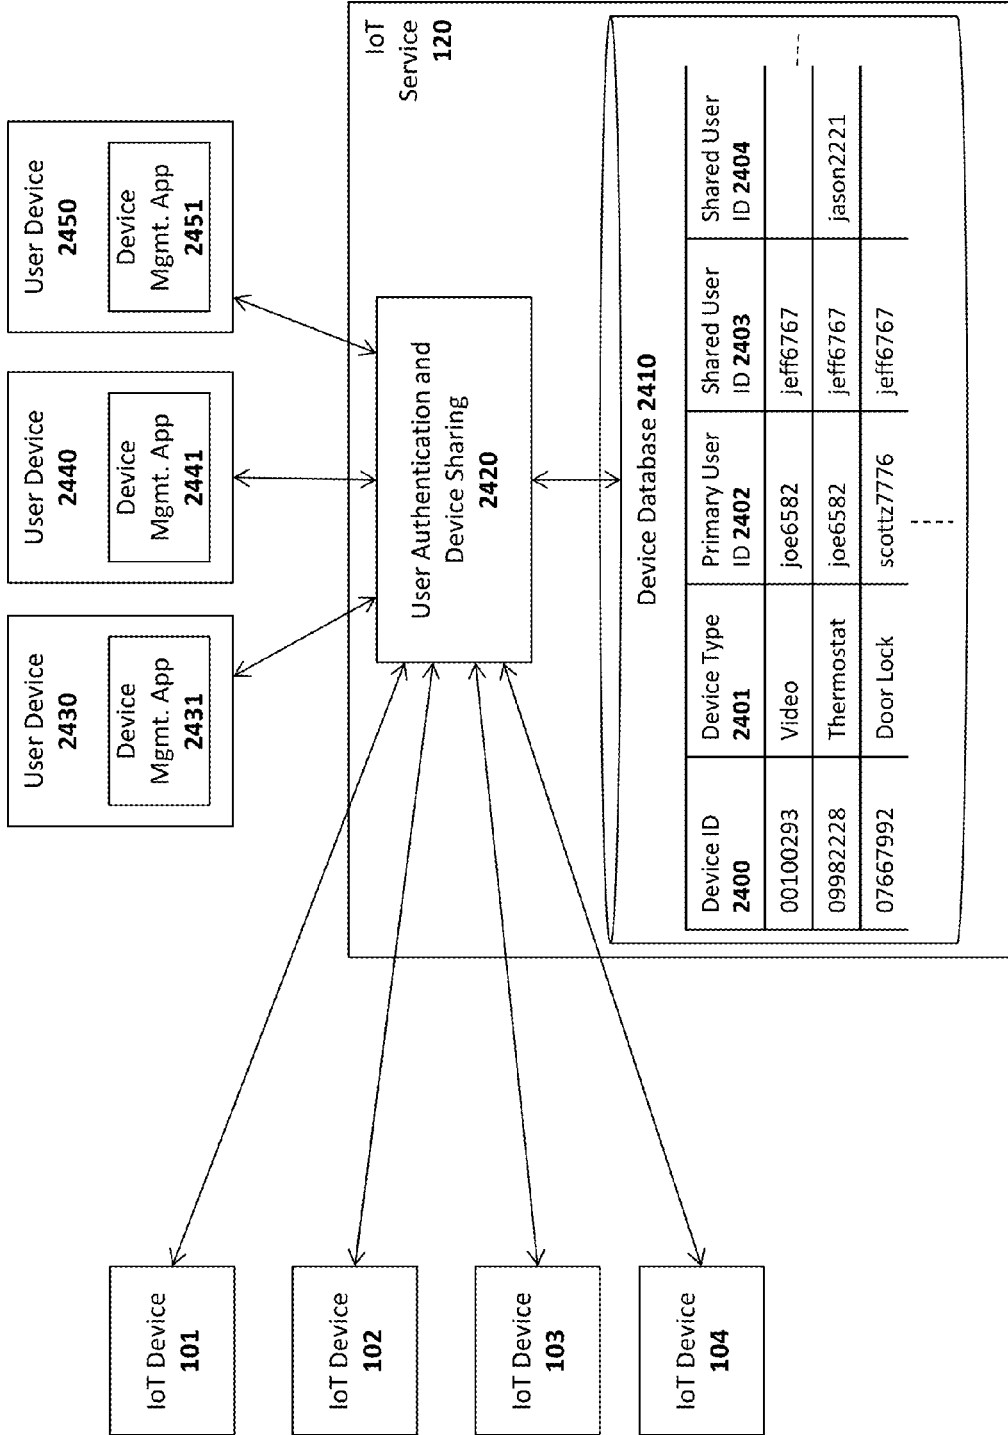 User Device
2430
Device
Mgmt. App
2431
User Device
2440
Device
Mgmt. App
2441
User Device
2450
Device
Mgmt. App
2451
IoT Device
101
IoT Device
102
IoT Device
103
IoT Device
104
IoT
Service
120
User Authentication and
Device Sharing
2420
Device Database 2410
Device ID
2400
Device Type
2401
Primary User
ID 2402
Shared User
ID 2403
Shared User
ID 2404
00100293 Video joe6582 jeff6767
09982228 Thermostat joe6582 jeff6767 jason2221
07667992 Door Lock scottz7776 jeff6767